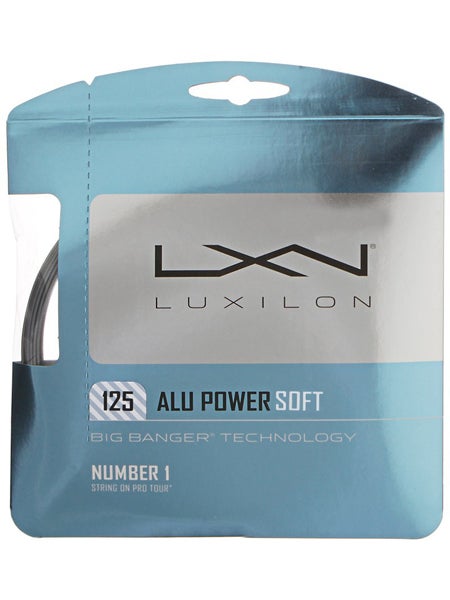 LXN®
LUXILON
125 ALU POWER SOFT
BIG BANGER® TECHNOLOGY
NUMBER 1
STRING ON PRO TOUR*